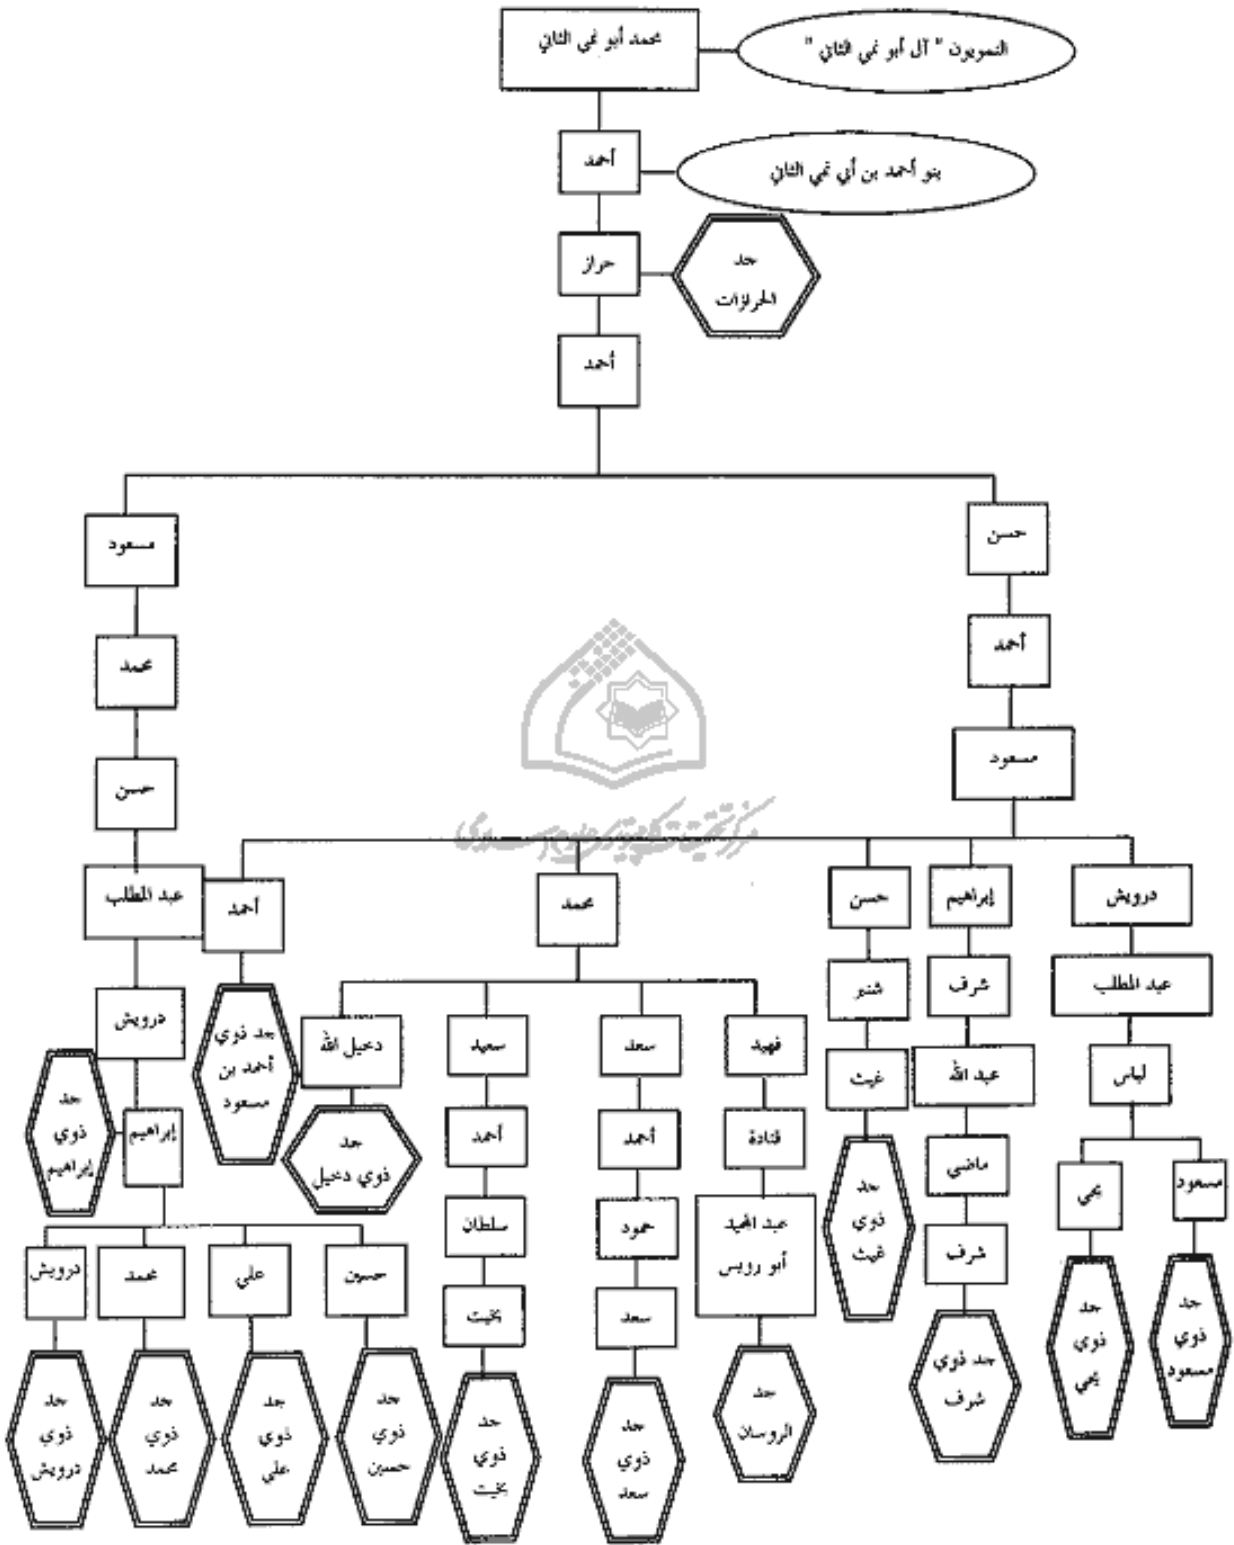 محمد أبو نمي الثاني
النمويون " آل أبو نمي الثاني "
أحمد
بنو أحمد بن أبي نمي الثاني
حراز
جد
الحرازات
أحمد
حسن
مسعود
أحمد
محمد
مسعود
حسن
درويش
إبراهيم
حسن
محمد
أحمد
عبد المطلب
عبد المطلب
شرف
شنبر
درويش
جد ذوي
أحمد بن
مسعود
لباس
عبد الله
غيث
فهيد
سعد
سعيد
دخيل الله
جد
ذوي
إبراهيم
إبراهيم
مسعود
يحي
ماضي
قتادة
أحمد
أحمد
جد
ذوي دخيل
جد
ذوي
غيث
شرف
عبد المجيد
أبو رويس
حمود
سلطان
حسين
علي
محمد
درويش
سعد
بخيت
جد
ذوي
مسعود
جد
ذوي
يحي
جد ذوي
شرف
جد
الروسان
جد
ذوي
سعد
جد
ذوي
بخيت
جد
ذوي
حسين
جد
ذوي
علي
جد
ذوي
محمد
جد
ذوي
درويش